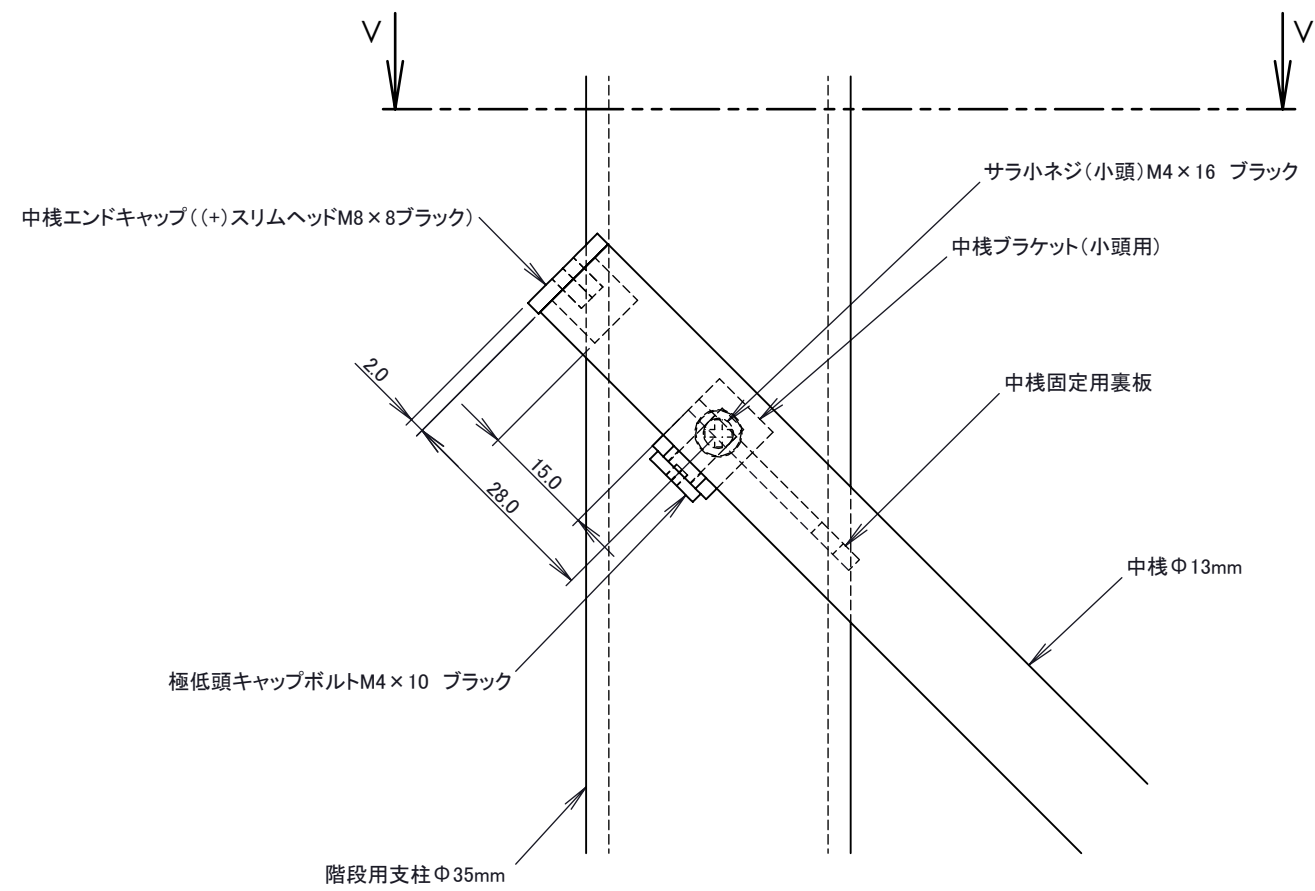 V
V
サラ小ネジ(小頭)M4×16 ブラック
中桟エンドキャップ((+)スリムヘッドM8×8ブラック)
中桟ブラケット(小頭用)
中桟固定用裏板
2.0
15.0
28.0
中桟Φ13mm
極低頭キャップボルトM4×10 ブラック
階段用支柱Φ35mm